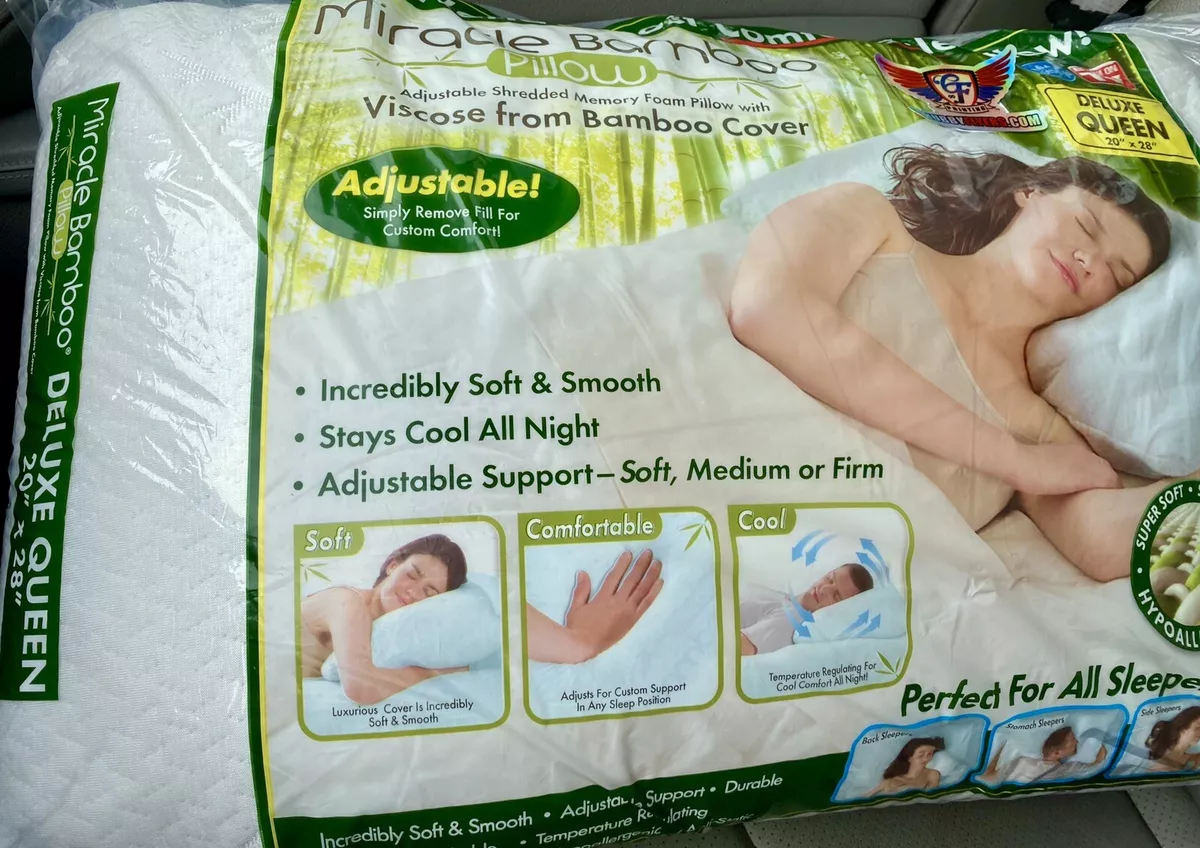 Miracle Bamboo
Pillow
Adjustable Shredded Memory Foam Pillow with
Viscose from Bamboo Cover
Adjustable!
Simply Remove Fill For
Custom Comfort!
CF
DELUXE
QUEEN
20" x 28"
Miracle Bamboo®
Pillow
DELUXE QUEEN
20" x 28"
• Incredibly Soft & Smooth
• Stays Cool All Night
• Adjustable Support—Soft, Medium or Firm
Soft
Luxurious Cover Is Incredibly
Soft & Smooth
Comfortable
Adjusts For Custom Support
In Any Sleep Position
Cool
Temperature Regulating For
Cool Comfort All Night!
SUPER SOFT •
Perfect For All
Back Sleepers
Stomach Sleepers
Side Sleepers
Incredibly Soft & Smooth • Adjustable Support • Durable
• Temperature Regulating